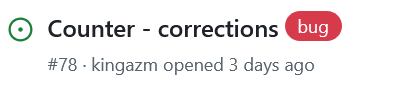 Counter - corrections bug
#78 · kingazm opened 3 days ago